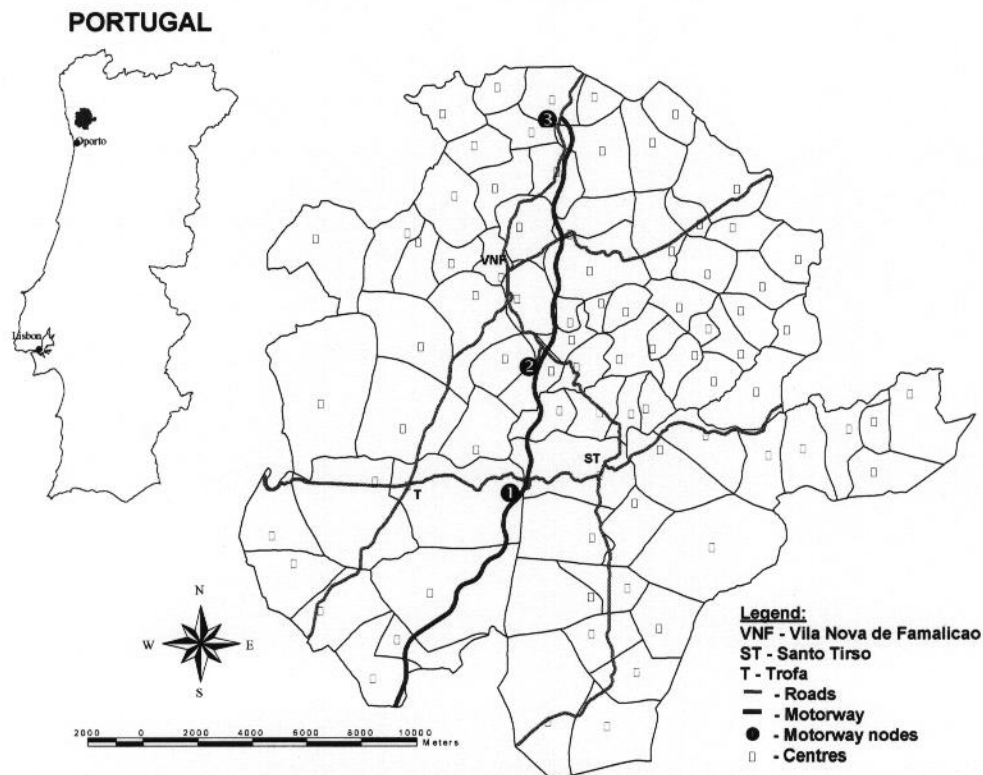 PORTUGAL
Oporto
Lisbon
3
VNF
2
ST
1
T
N
W E
S
2000 0 2000 4000 6000 8000 10000
Meters
Legend:
VNF - Vila Nova de Famalicao
ST - Santo Tirso
T - Trofa
- Roads
- Motorway
- Motorway nodes
- Centres